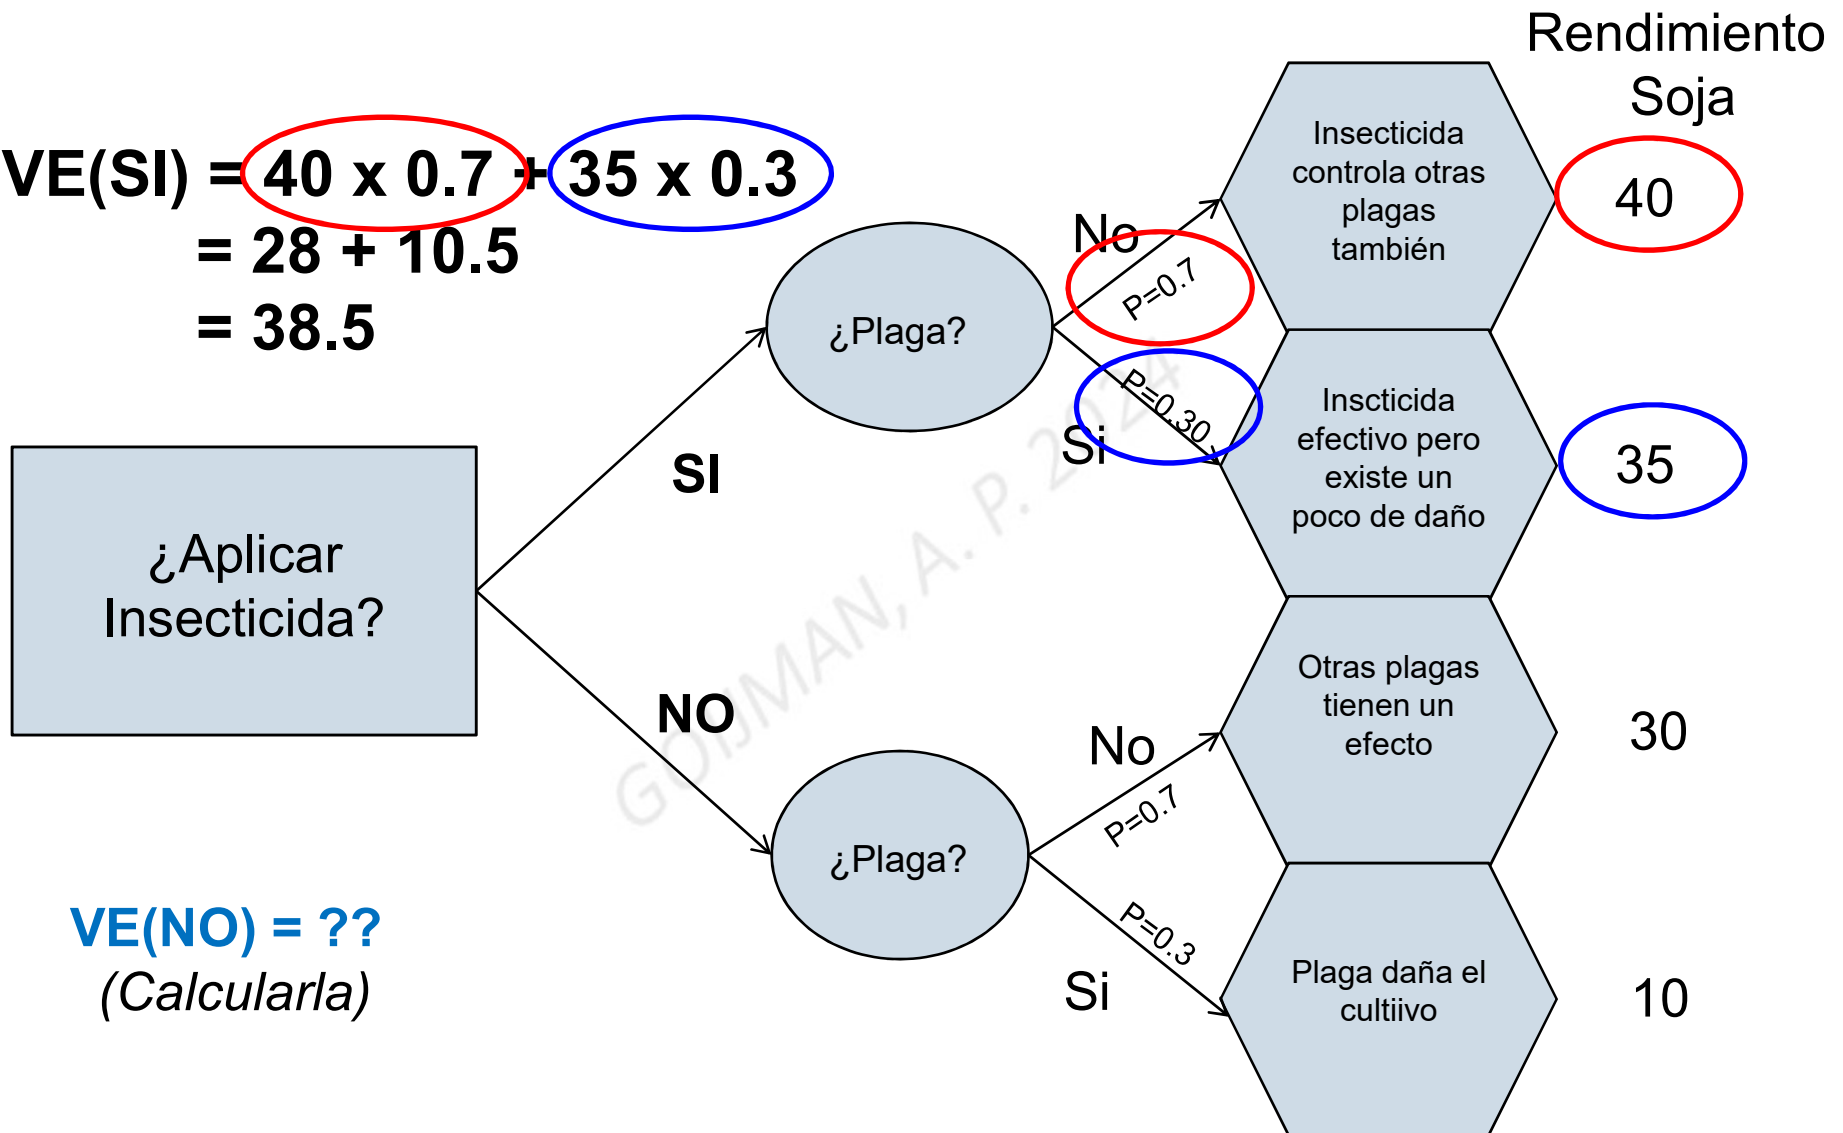 Rendimiento
Soja
VE(SI) = 40 x 0.7 + 35 x 0.3
= 28 + 10.5
= 38.5
¿Aplicar
Insecticida?
SI
NO
¿Plaga?
No
P=0.7
P=0.30
Si
Insecticida
controla otras
plagas
también
40
Inscticida
efectivo pero
existe un
poco de daño
35
¿Plaga?
No
P=0.7
P=0.3
Si
Otras plagas
tienen un
efecto
30
Plaga daña el
cultiivo
10
VE(NO) = ??
(Calcularla)
GOIJMAN, A. P. 2024